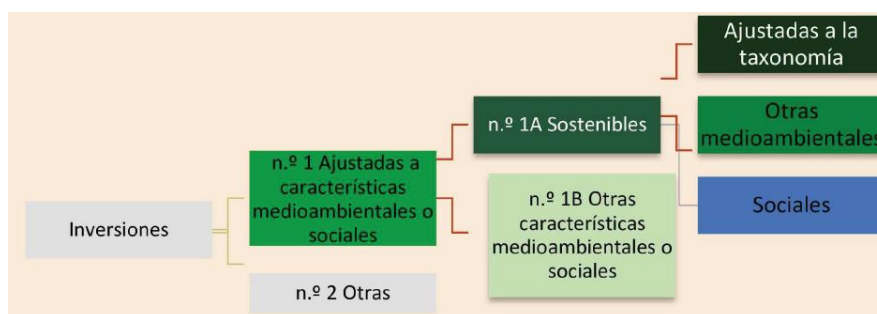 Inversiones
n.º 1 Ajustadas a
características
medioambientales o
sociales
n.º 2 Otras
n.º 1A Sostenibles
n.º 1B Otras
características
medioambientales o
sociales
Ajustadas a la
taxonomía
Otras
medioambientales
Sociales